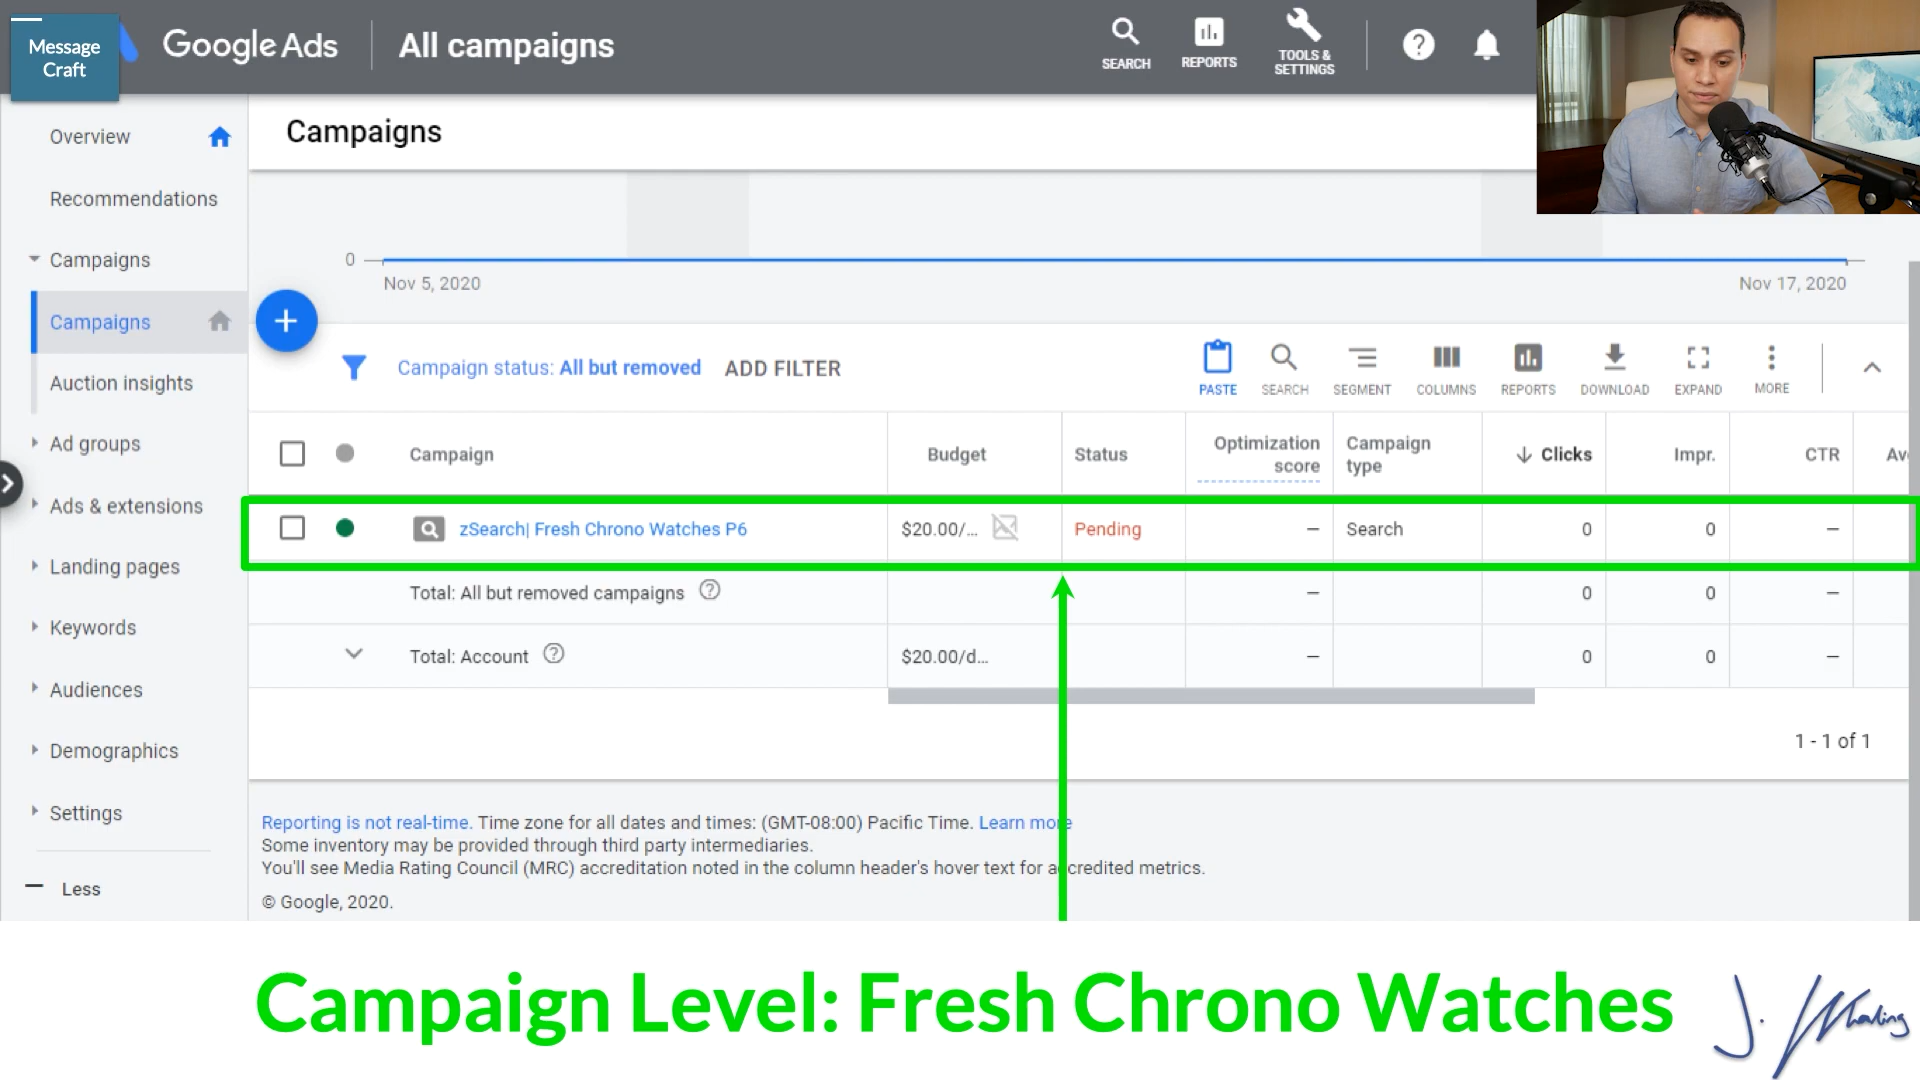 Message
Craft
Google Ads
All campaigns
SEARCH
REPORTS
TOOLS &
SETTINGS
Overview
Recommendations
Campaigns
Campaigns
Auction insights
Ad groups
Ads & extensions
Landing pages
Keywords
Audiences
Demographics
Settings
Less
Campaigns
0
Nov 5, 2020
Nov 17, 2020
Campaign status: All but removed
ADD FILTER
PASTE
SEARCH
SEGMENT
COLUMNS
REPORTS
DOWNLOAD
EXPAND
MORE
Campaign
Budget
Status
Optimization
score
Campaign
type
Clicks
Impr.
CTR
Av
zSearch| Fresh Chrono Watches P6
$20.00/...
Pending
–
Search
0
0
–
Total: All but removed campaigns
–
0
0
–
Total: Account
$20.00/d...
–
0
0
–
1 - 1 of 1
Reporting is not real-time. Time zone for all dates and times: (GMT-08:00) Pacific Time. Learn more
Some inventory may be provided through third party intermediaries.
You'll see Media Rating Council (MRC) accreditation noted in the column header's hover text for accredited metrics.
© Google, 2020.
Campaign Level: Fresh Chrono Watches